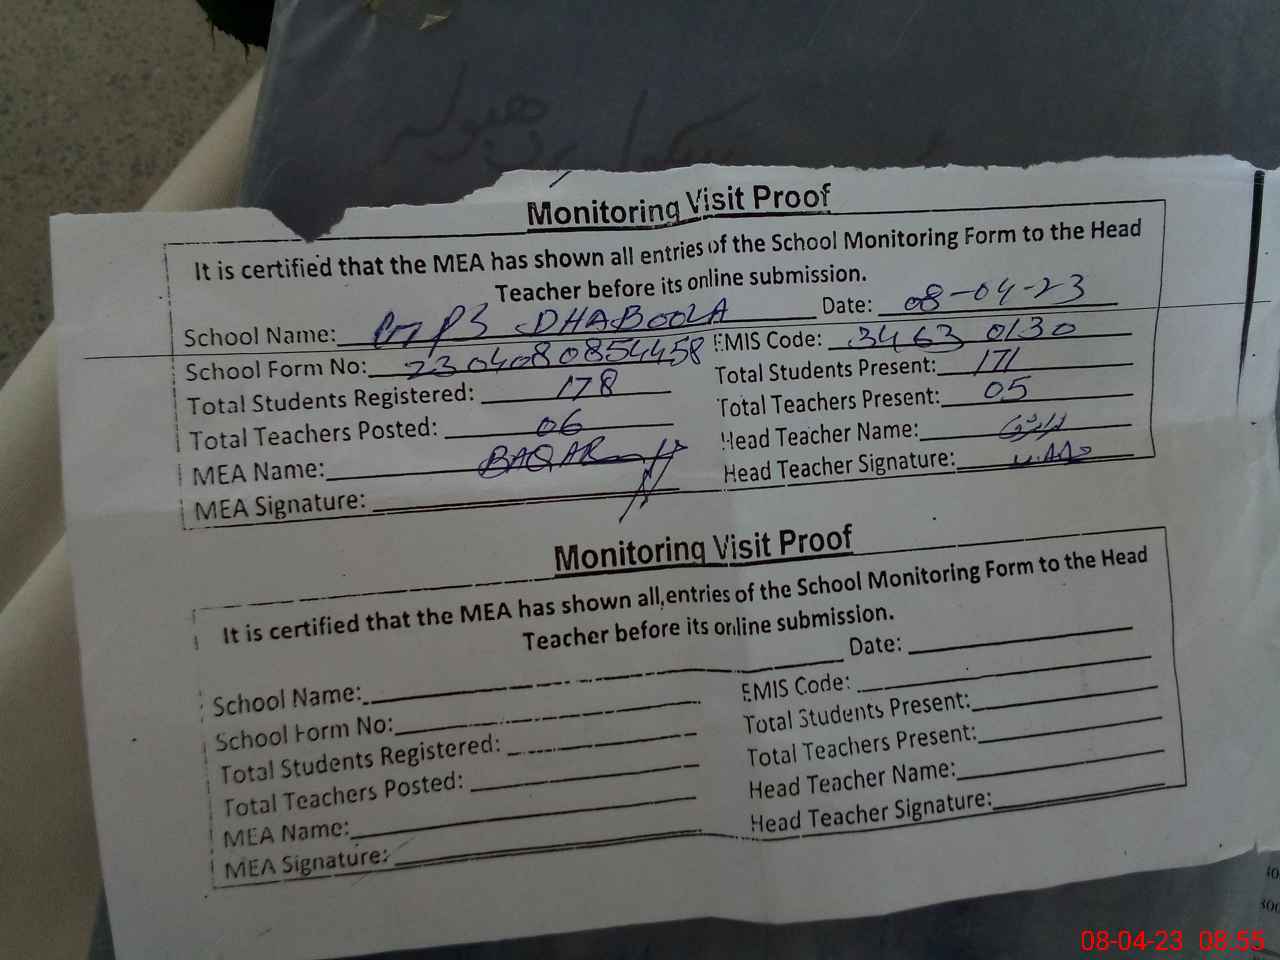 Monitoring Visit Proof
It is certified that the MEA has shown all entries of the School Monitoring Form to the Head
Teacher before its online submission.
School Name: DHABOOLA Date: 08-04-23
School Form No: 2304080854458 EMIS Code: 34630130
Total Students Registered: 178 Total Students Present: 171
Total Teachers Posted: 06 Total Teachers Present: 05
MEA Name: BAQAR Head Teacher Name:
MEA Signature: Head Teacher Signature:
Monitoring Visit Proof
It is certified that the MEA has shown all entries of the School Monitoring Form to the Head
Teacher before its online submission.
School Name: Date:
School Form No: EMIS Code:
Total Students Registered: Total Students Present:
Total Teachers Posted: Total Teachers Present:
MEA Name: Head Teacher Name:
MEA Signature: Head Teacher Signature:
08-04-23 08:55